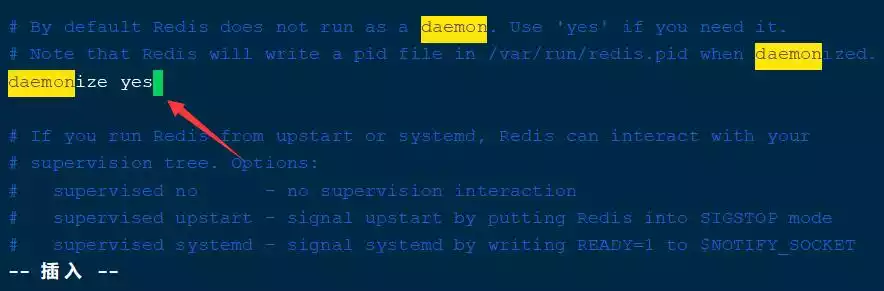 # By default Redis does not run as a daemon. Use 'yes' if you need it.
# Note that Redis will write a pid file in /var/run/redis.pid when daemonized.
daemonize yes
# If you run Redis from upstart or systemd, Redis can interact with your
# supervision tree. Options:
#   supervised no      - no supervision interaction
#   supervised upstart - signal upstart by putting Redis into SIGSTOP mode
#   supervised systemd - signal systemd by writing READY=1 to $NOTIFY_SOCKET
-- 插入 --